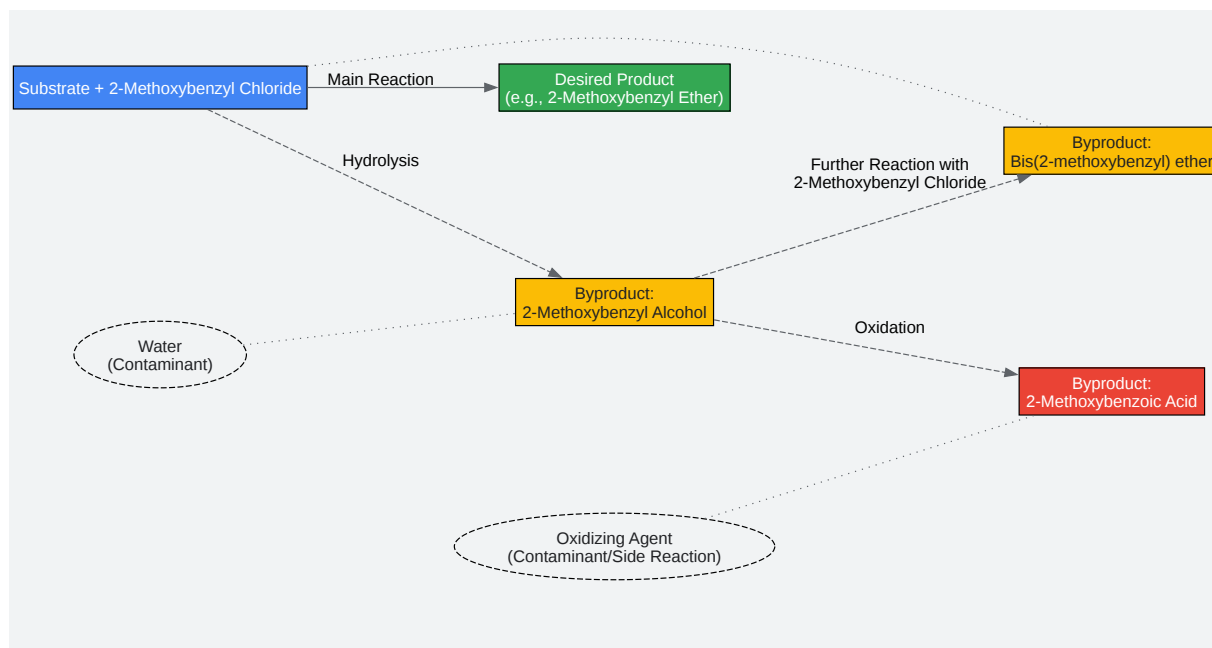 Substrate + 2-Methoxybenzyl Chloride
Main Reaction
Desired Product
(e.g., 2-Methoxybenzyl Ether)
Hydrolysis
Further Reaction with
2-Methoxybenzyl Chloride
Byproduct:
Bis(2-methoxybenzyl) ether
Byproduct:
2-Methoxybenzyl Alcohol
Water
(Contaminant)
Oxidation
Byproduct:
2-Methoxybenzoic Acid
Oxidizing Agent
(Contaminant/Side Reaction)